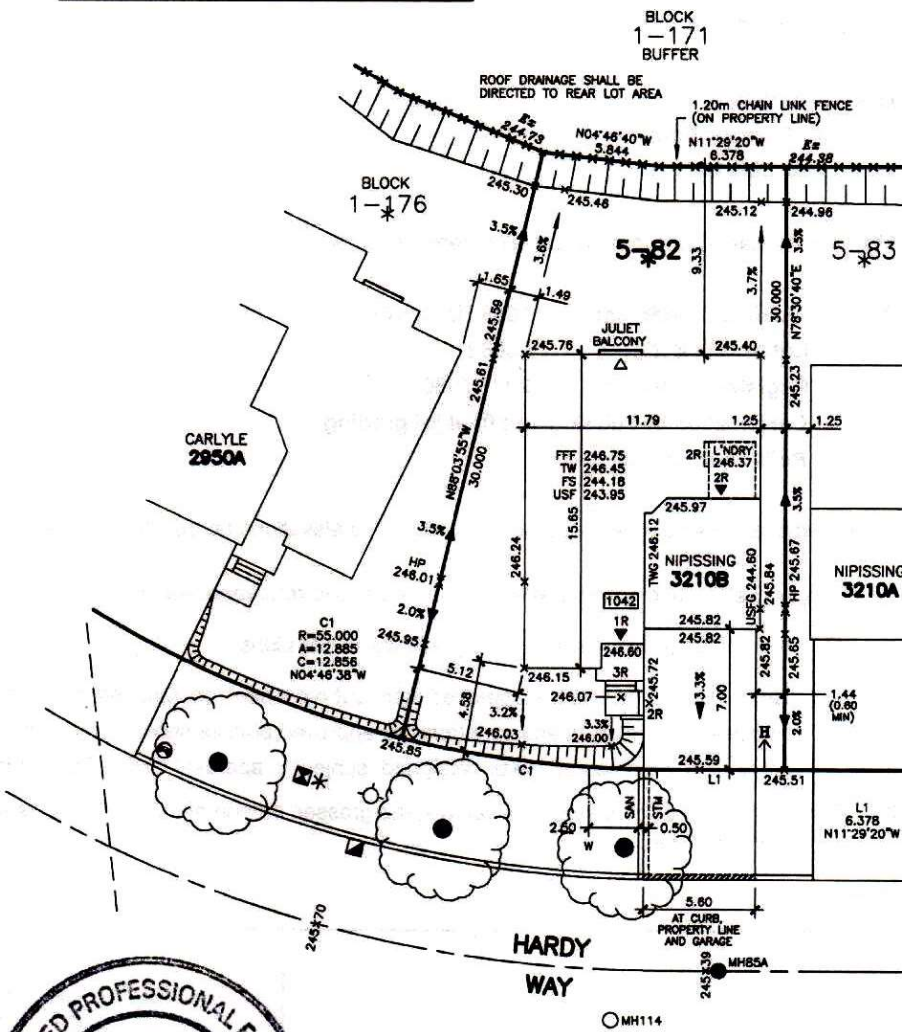 BLOCK
1-171
BUFFER
ROOF DRAINAGE SHALL BE
DIRECTED TO REAR LOT AREA
1.20m CHAIN LINK FENCE
(ON PROPERTY LINE)
Ex
244.73
N04°46'40"W
5.844
N11°29'20"W
6.378
Ex
244.38
BLOCK
1-176
245.30
245.46
245.12
244.96
3.5%
3.6%
5-82
9.33
3.7%
30.000
N78°30'40"E
3.5%
5-83
1.65
1.49
245.59
245.61
JULIET
BALCONY
245.76
245.40
245.23
11.79
1.25
1.25
CARLYLE
2950A
N88°03'55"W
30.000
FFF 246.75
TW 246.45
FS 244.18
USF 243.95
15.65
2R
L'NDRY
246.37
2R
245.97
3.5%
3.5%
246.24
TWG 246.12
NIPISSING
3210B
USFG 244.60
245.84
HP 245.67
NIPISSING
3210A
HP
246.01
2.0%
245.95
1042
1R
246.60
3R
245.82
245.82
245.82
245.65
C1
R=55.000
A=12.885
C=12.856
N04°46'38"W
5.12
4.58
246.15
246.07
245.72
2R
3.3%
7.00
1.44
(0.60
MIN)
2.0%
3.2%
246.03
3.3%
246.00
H
245.85
C1
245.59
L1
245.51
L1
6.378
N11°29'20"W
2.50
W
SAN
STM
0.50
5.60
AT CURB,
PROPERTY LINE
AND GARAGE
245.70
HARDY
WAY
245.39
MH85A
MH114
PROFESSIONAL